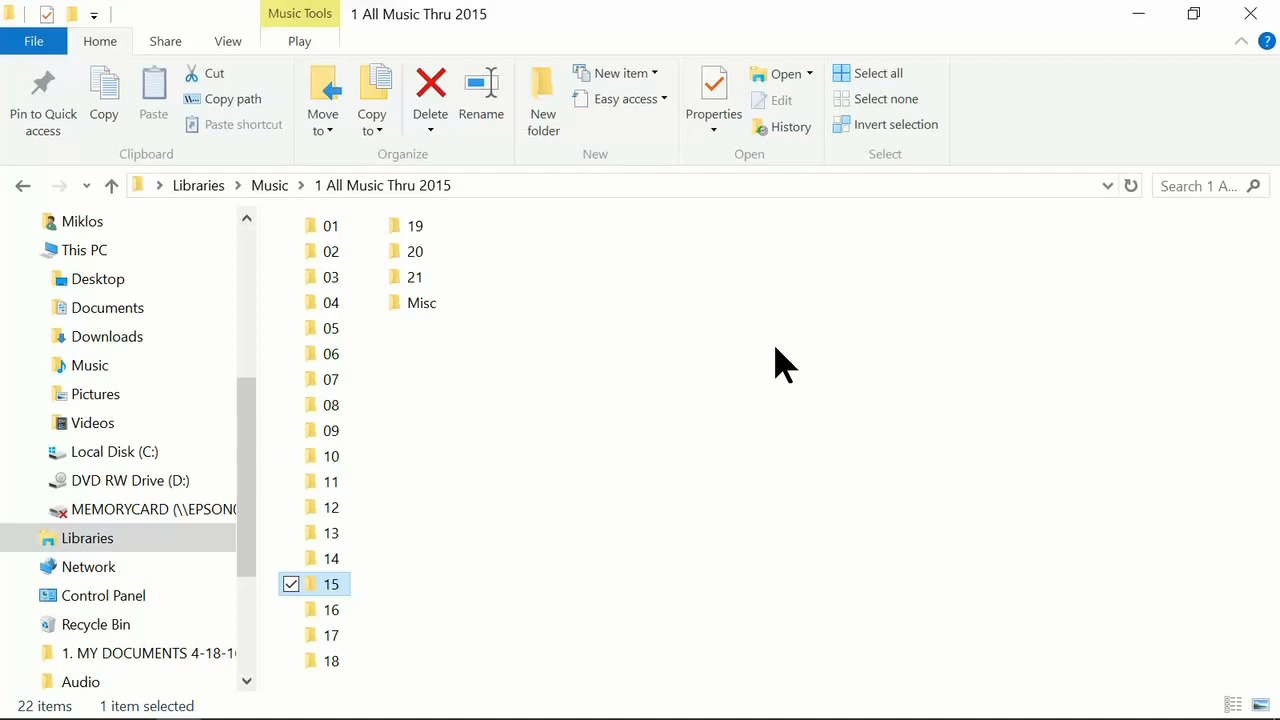 Music Tools
1 All Music Thru 2015
File
Home
Share
View
Play
Pin to Quick access
Copy
Paste
Cut
Copy path
Paste shortcut
Clipboard
Move to
Copy to
Delete
Rename
Organize
New folder
New item
Easy access
New
Properties
Open
Edit
History
Open
Select all
Select none
Invert selection
Select
Libraries
Music
1 All Music Thru 2015
Search 1 A...
Miklos
This PC
Desktop
Documents
Downloads
Music
Pictures
Videos
Local Disk (C:)
DVD RW Drive (D:)
MEMORYCARD (\\EPSON
Libraries
Network
Control Panel
Recycle Bin
1. MY DOCUMENTS 4-18-1
Audio
01
02
03
04
05
06
07
08
09
10
11
12
13
14
15
16
17
18
19
20
21
Misc
22 items
1 item selected